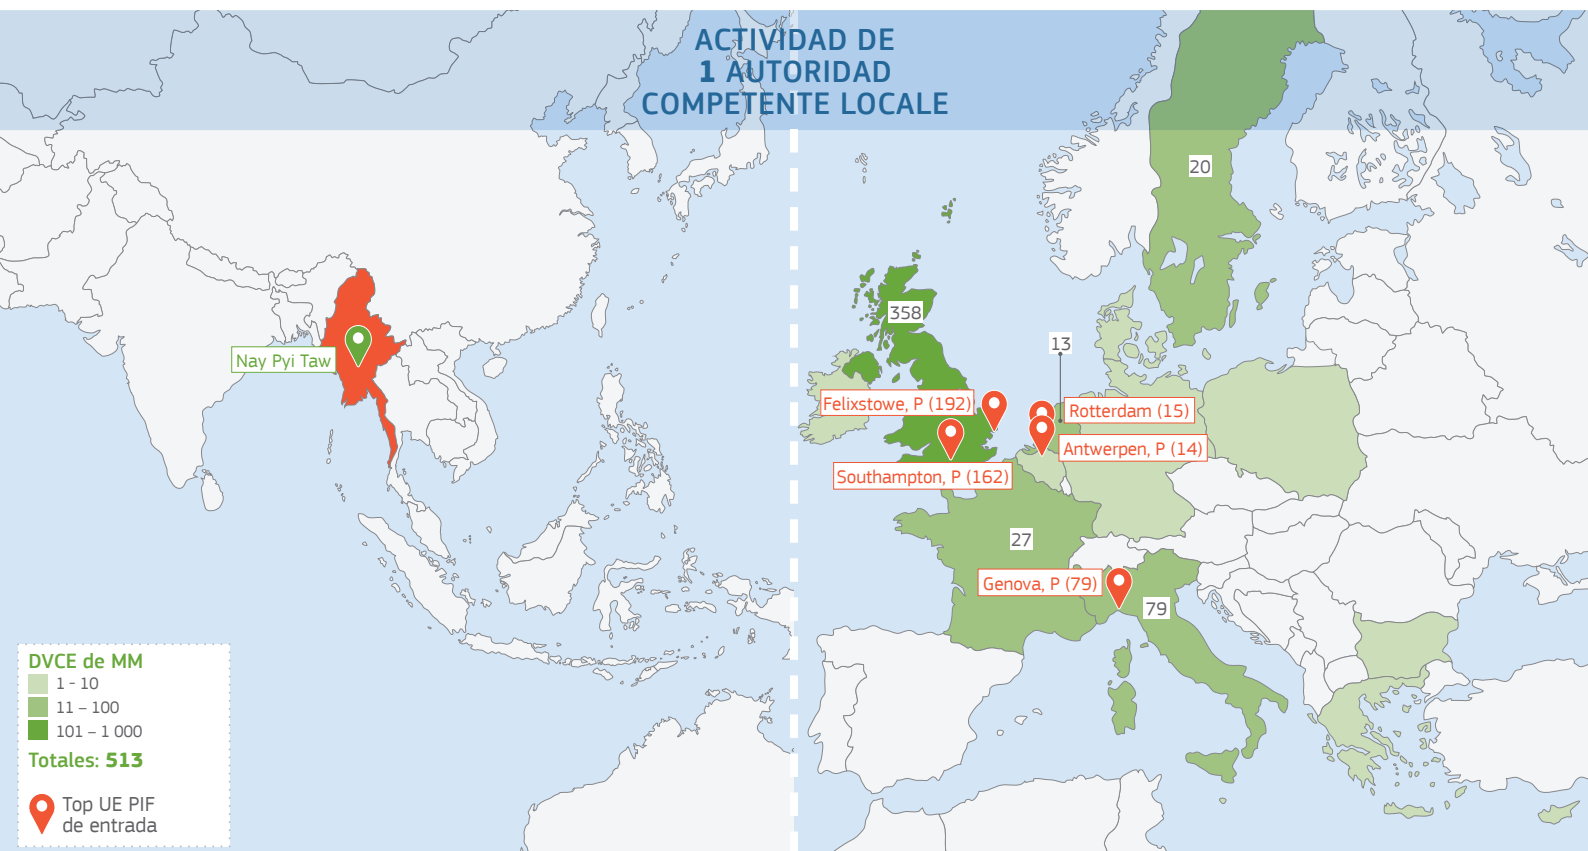 ACTIVIDAD DE
1 AUTORIDAD
COMPETENTE LOCALE
20
358
13
Nay Pyi Taw
Felixstowe, P (192)
Rotterdam (15)
Antwerpen, P (14)
Southampton, P (162)
27
Genova, P (79)
79
DVCE de MM
1 - 10
11 – 100
101 – 1 000
Totales: 513
Top UE PIF
de entrada